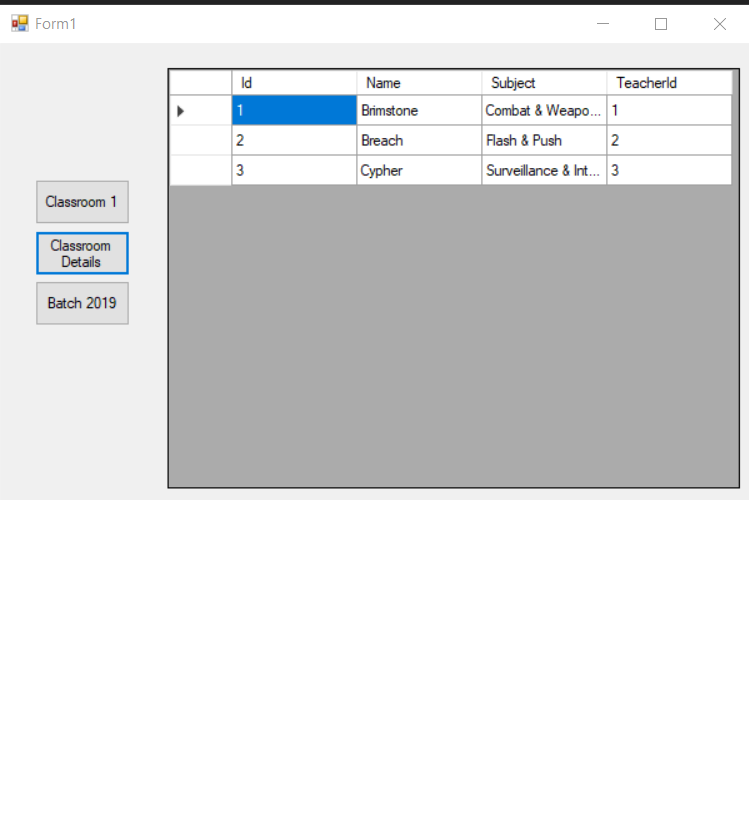 Form1
Id Name Subject TeacherId
1 Brimstone Combat & Weapo... 1
2 Breach Flash & Push 2
3 Cypher Surveillance & Int... 3
Classroom 1
Classroom
Details
Batch 2019